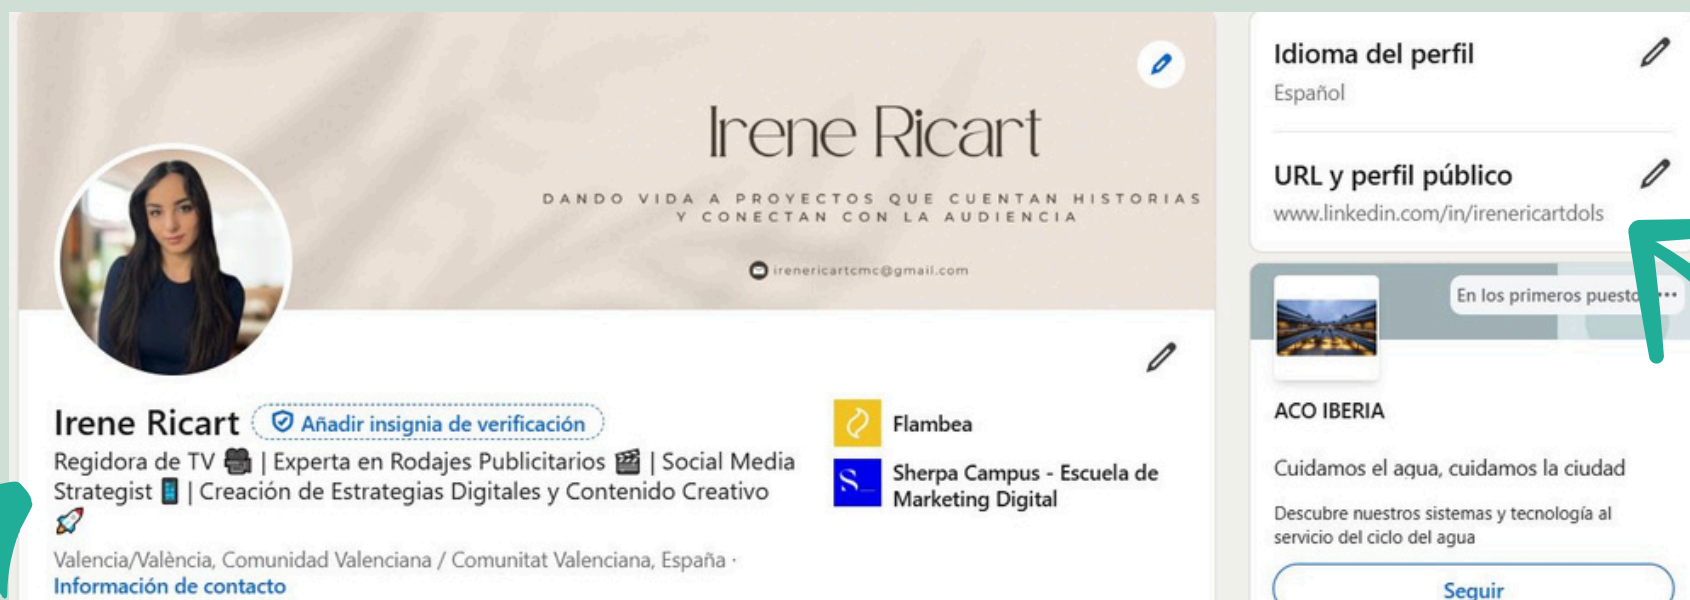 Irene Ricart
DANDO VIDA A PROYECTOS QUE CUENTAN HISTORIAS
Y CONECTAN CON LA AUDIENCIA
irenericartcmc@gmail.com
Irene Ricart
Añadir insignia de verificación
Regidora de TV 🎥 | Experta en Rodajes Publicitarios 🎬 | Social Media
Strategist 📱 | Creación de Estrategias Digitales y Contenido Creativo
🚀
Valencia/València, Comunidad Valenciana / Comunitat Valenciana, España ·
Información de contacto
Flambea
S_
Sherpa Campus - Escuela de
Marketing Digital
Idioma del perfil
Español
URL y perfil público
www.linkedin.com/in/irenericartdols
En los primeros puesto
ACO IBERIA
Cuidamos el agua, cuidamos la ciudad
Descubre nuestros sistemas y tecnología al
servicio del ciclo del agua
Seguir